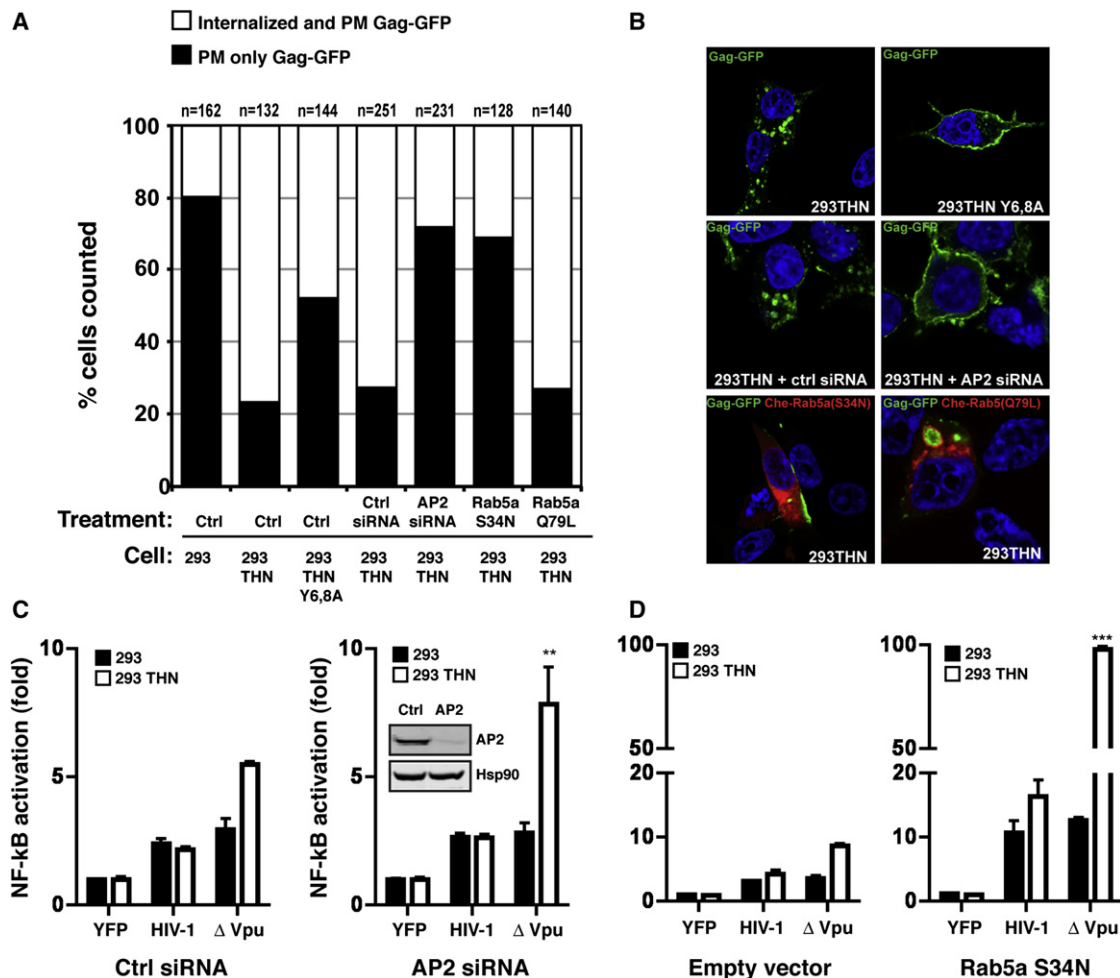 A
Internalized and PM Gag-GFP
PM only Gag-GFP
n=162 n=132 n=144 n=251 n=231 n=128 n=140
100
80
60
40
20
0
% cells counted
Treatment: Ctrl Ctrl Ctrl Ctrl siRNA AP2 siRNA Rab5a S34N Rab5a Q79L
Cell: 293 293 THN 293 THN Y6,8A 293 THN 293 THN 293 THN 293 THN
B
Gag-GFP
293THN
Gag-GFP
293THN Y6,8A
Gag-GFP
293THN + ctrl siRNA
Gag-GFP
293THN + AP2 siRNA
Gag-GFP Che-Rab5a(S34N)
293THN
Gag-GFP Che-Rab5(Q79L)
293THN
C
NF-kB activation (fold)
10
5
0
293
293 THN
YFP HIV-1 Δ Vpu
Ctrl siRNA
NF-kB activation (fold)
10
5
0
293
293 THN
**
Ctrl AP2
AP2
Hsp90
YFP HIV-1 Δ Vpu
AP2 siRNA
D
100
50
20
10
0
293
293 THN
YFP HIV-1 Δ Vpu
Empty vector
100
50
20
10
0
293
293 THN
***
YFP HIV-1 Δ Vpu
Rab5a S34N